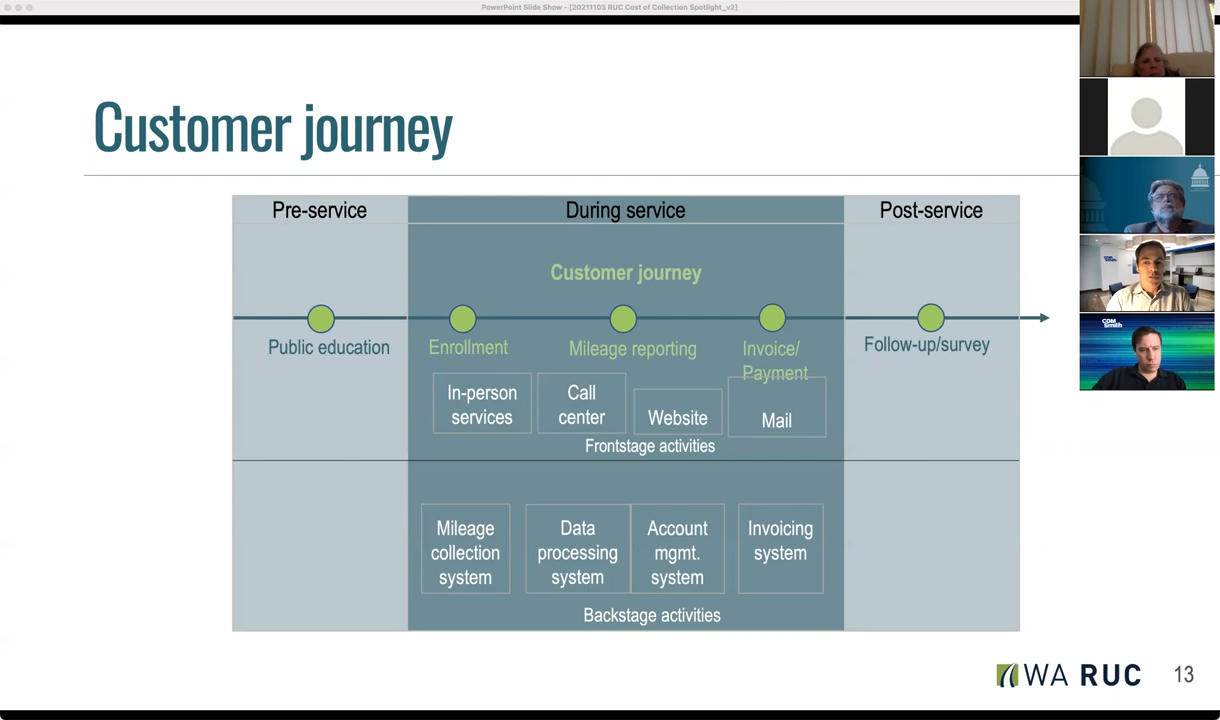 PowerPoint Slide Show - [20211103 RUC Cost of Collection Spotlight_v2]
Customer journey
Pre-service
During service
Post-service
Customer journey
Public education
Enrollment
Mileage reporting
Invoice/
Payment
Follow-up/survey
In-person
services
Call
center
Website
Mail
Frontstage activities
Mileage
collection
system
Data
processing
system
Account
mgmt.
system
Invoicing
system
Backstage activities
WA RUC
13
CDM
Smith
CDM
Smith